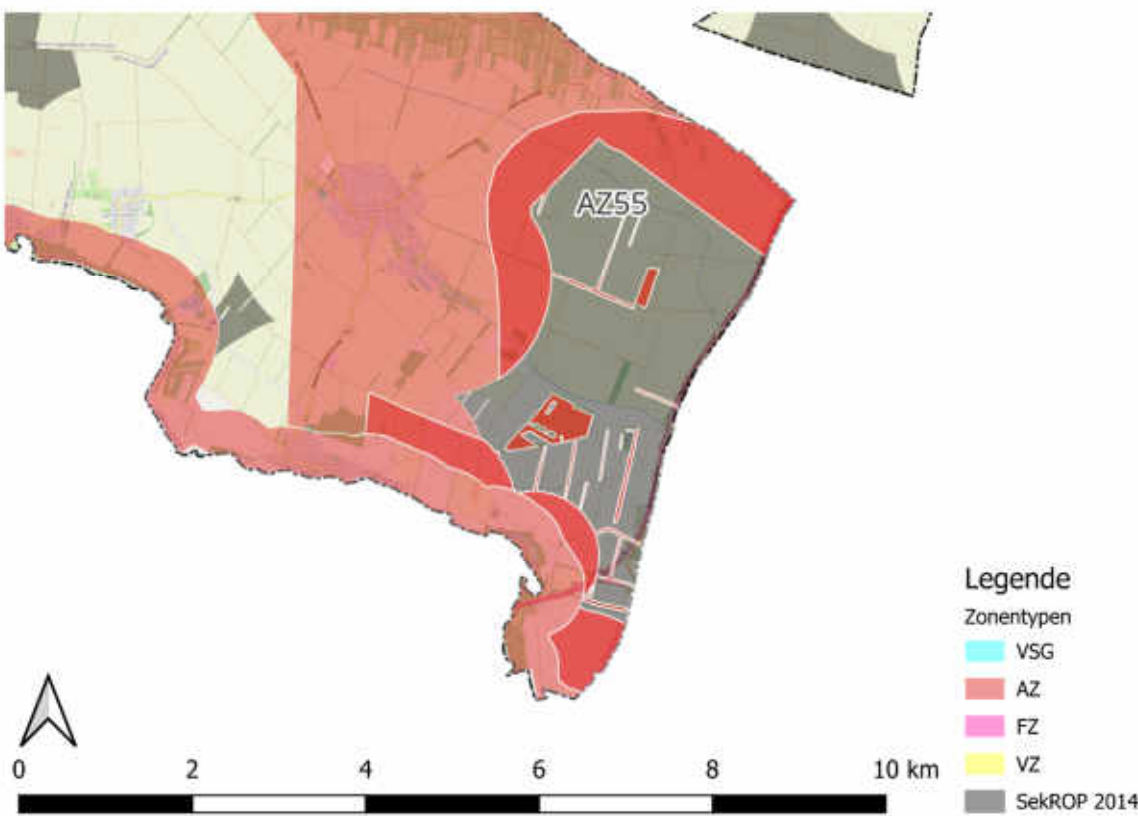 AZ55
Legende
Zonentypen
VSG
AZ
FZ
VZ
SekROP 2014
0 2 4 6 8 10 km